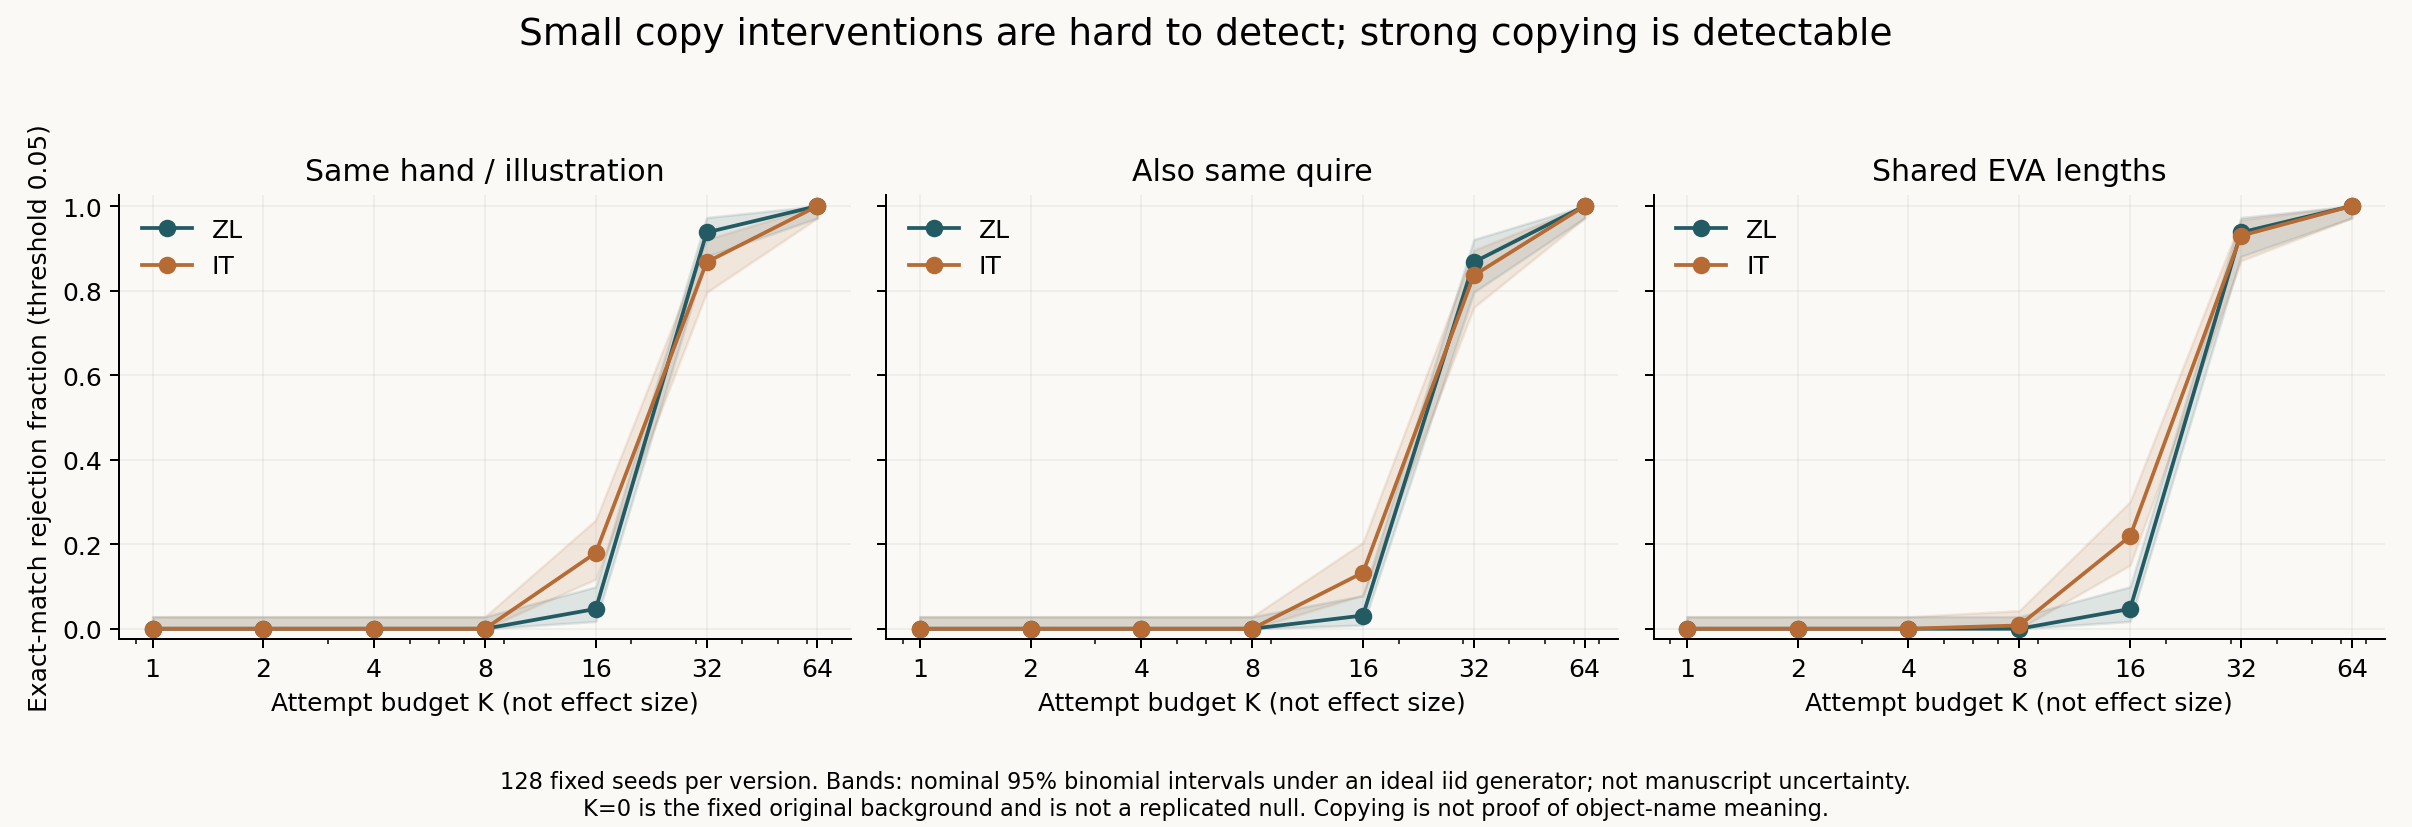 Small copy interventions are hard to detect; strong copying is detectable
Exact-match rejection fraction (threshold 0.05)
Same hand / illustration
ZL
IT
1.0
0.8
0.6
0.4
0.2
0.0
1 2 4 8 16 32 64
Attempt budget K (not effect size)
Also same quire
ZL
IT
1 2 4 8 16 32 64
Attempt budget K (not effect size)
Shared EVA lengths
ZL
IT
1 2 4 8 16 32 64
Attempt budget K (not effect size)
128 fixed seeds per version. Bands: nominal 95% binomial intervals under an ideal iid generator; not manuscript uncertainty.
K=0 is the fixed original background and is not a replicated null. Copying is not proof of object-name meaning.